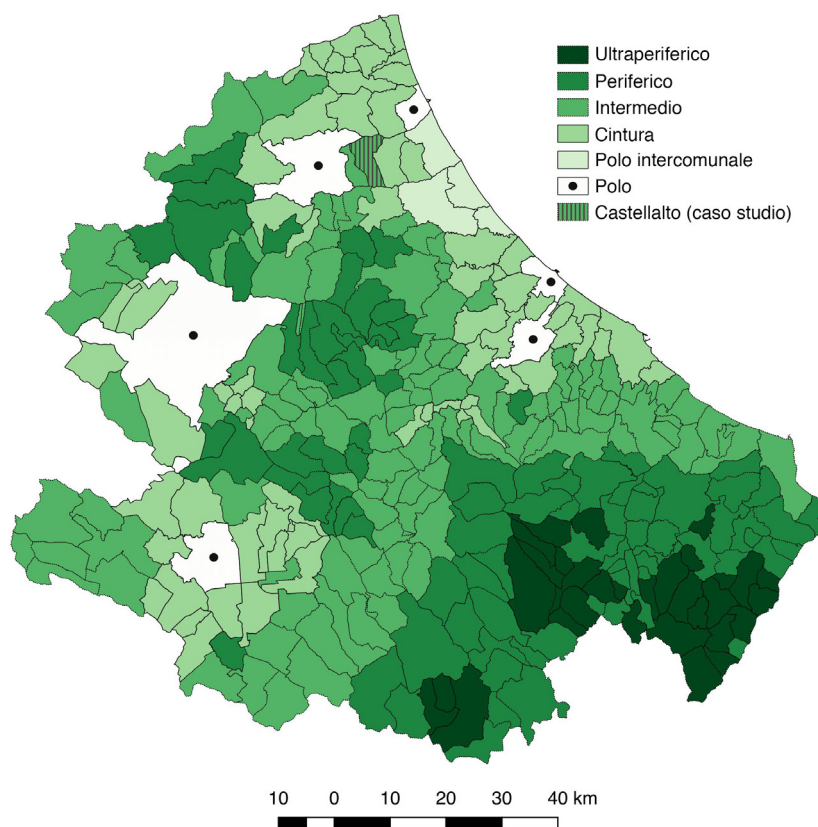 Ultraperiferico
Periferico
Intermedio
Cintura
Polo intercomunale
Polo
Castellalto (caso studio)
10 0 10 20 30 40 km